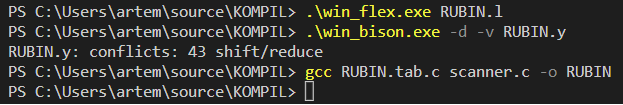 PS C:\Users\artem\source\KOMPIL> .\win_flex.exe RUBIN.l
PS C:\Users\artem\source\KOMPIL> .\win_bison.exe -d -v RUBIN.y
RUBIN.y: conflicts: 43 shift/reduce
PS C:\Users\artem\source\KOMPIL> gcc RUBIN.tab.c scanner.c -o RUBIN
PS C:\Users\artem\source\KOMPIL>